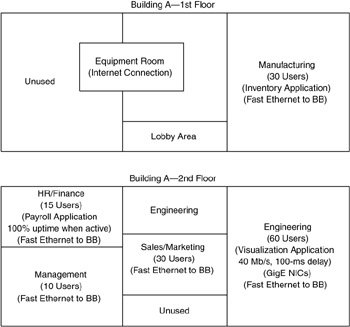 Building A—1st Floor
Unused
Equipment Room
(Internet Connection)
Manufacturing
(30 Users)
(Inventory Application)
(Fast Ethernet to BB)
Lobby Area
Building A—2nd Floor
HR/Finance
(15 Users)
(Payroll Application
100% uptime when active)
(Fast Ethernet to BB)
Management
(10 Users)
(Fast Ethernet to BB)
Engineering
Sales/Marketing
(30 Users)
(Fast Ethernet to BB)
Unused
Engineering
(60 Users)
(Visualization Application
40 Mb/s, 100-ms delay)
(GigE NICs)
(Fast Ethernet to BB)